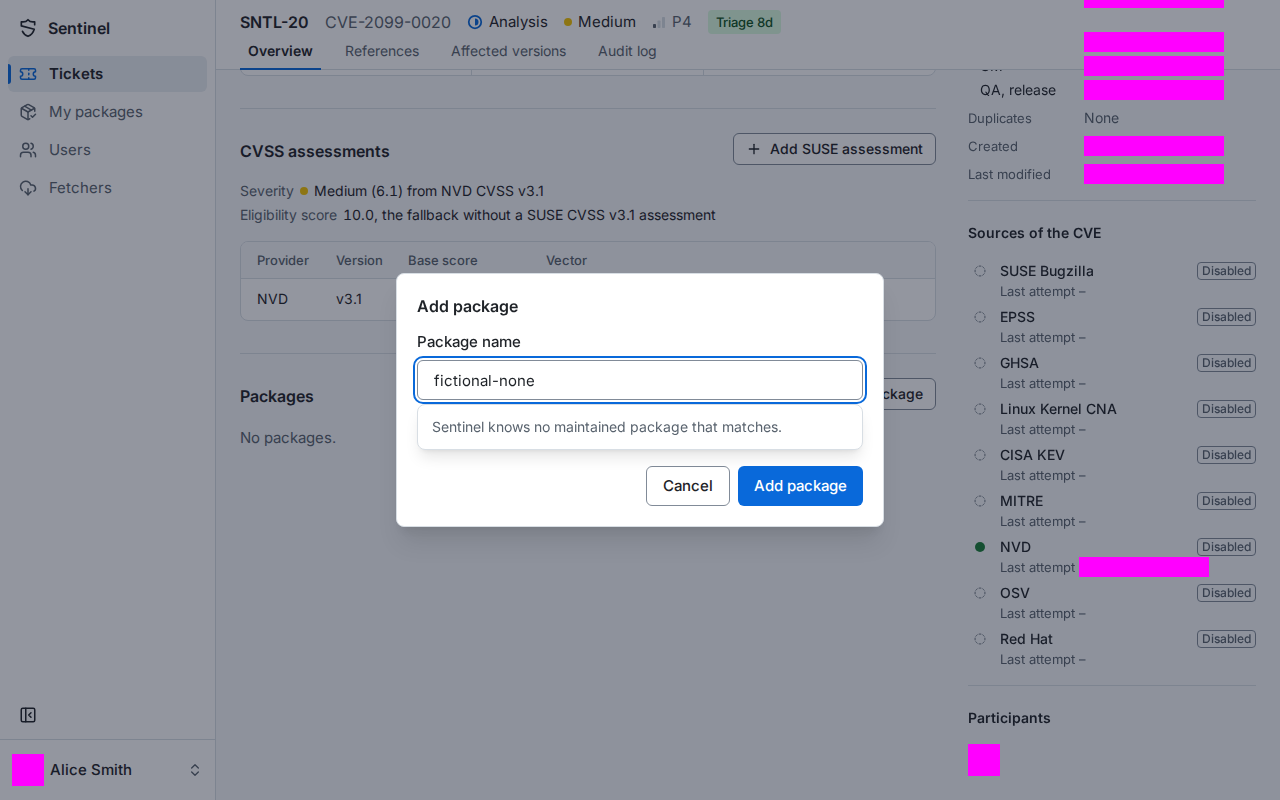 Sentinel
Tickets
My packages
Users
Fetchers
Alice Smith
SNTL-20 CVE-2099-0020 Analysis Medium P4 Triage 8d
Overview References Affected versions Audit log
CVSS assessments
Add SUSE assessment
Severity Medium (6.1) from NVD CVSS v3.1
Eligibility score 10.0, the fallback without a SUSE CVSS v3.1 assessment
Provider Version Base score Vector
NVD v3.1
Packages
ckage
No packages.
Add package
Package name
fictional-none
Sentinel knows no maintained package that matches.
Cancel
Add package
QA, release
Duplicates None
Created
Last modified
Sources of the CVE
SUSE Bugzilla Disabled
Last attempt –
EPSS Disabled
Last attempt –
GHSA Disabled
Last attempt –
Linux Kernel CNA Disabled
Last attempt –
CISA KEV Disabled
Last attempt –
MITRE Disabled
Last attempt –
NVD Disabled
Last attempt
OSV Disabled
Last attempt –
Red Hat Disabled
Last attempt –
Participants